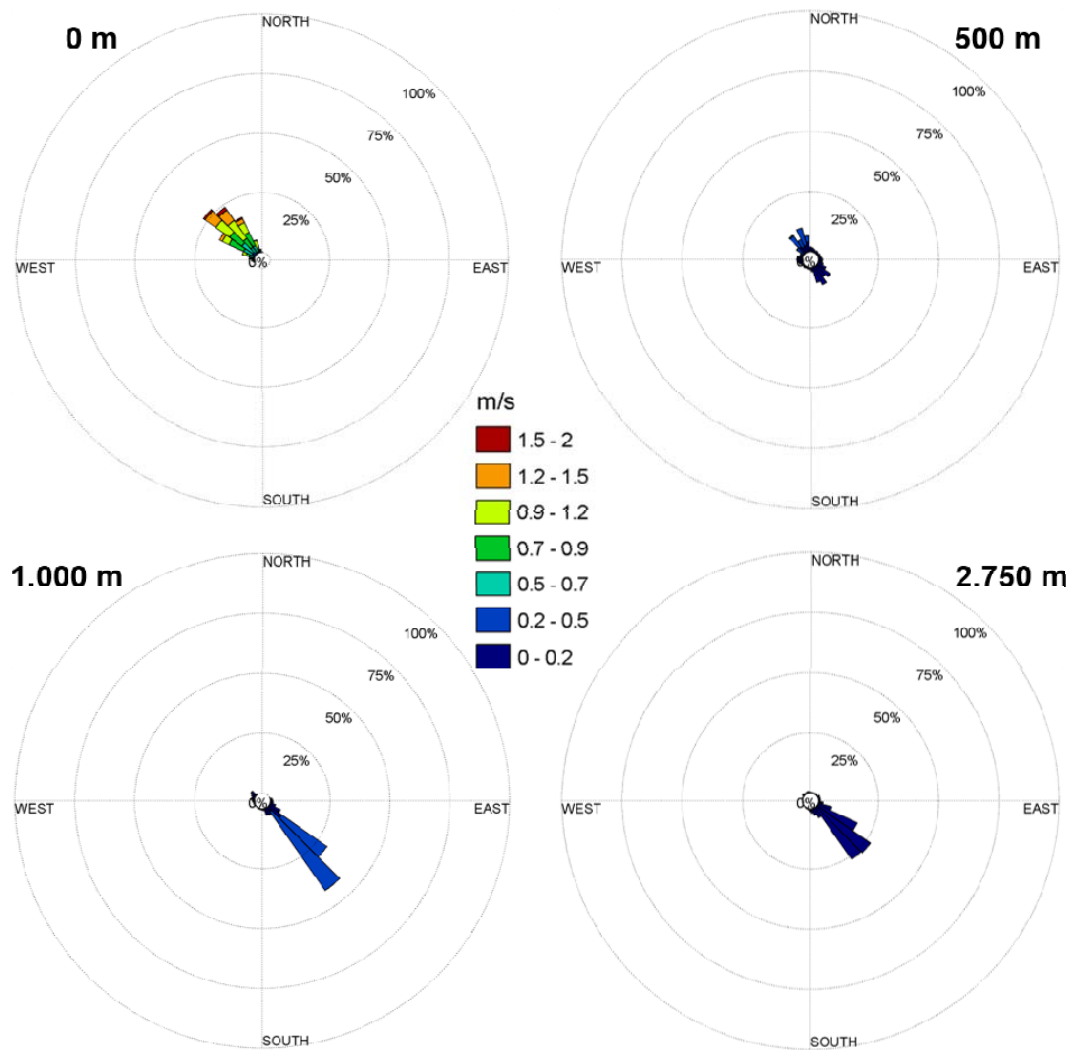 0 m
NORTH
100%
75%
50%
25%
0%
WEST
EAST
SOUTH
500 m
NORTH
100%
75%
50%
25%
%
WEST
EAST
SOUTH
m/s
1.5 - 2
1.2 - 1.5
0.9 - 1.2
0.7 - 0.9
0.5 - 0.7
0.2 - 0.5
0 - 0.2
1.000 m
NORTH
100%
75%
50%
25%
0%
WEST
EAST
SOUTH
2.750 m
NORTH
100%
75%
50%
25%
0%
WEST
EAST
SOUTH